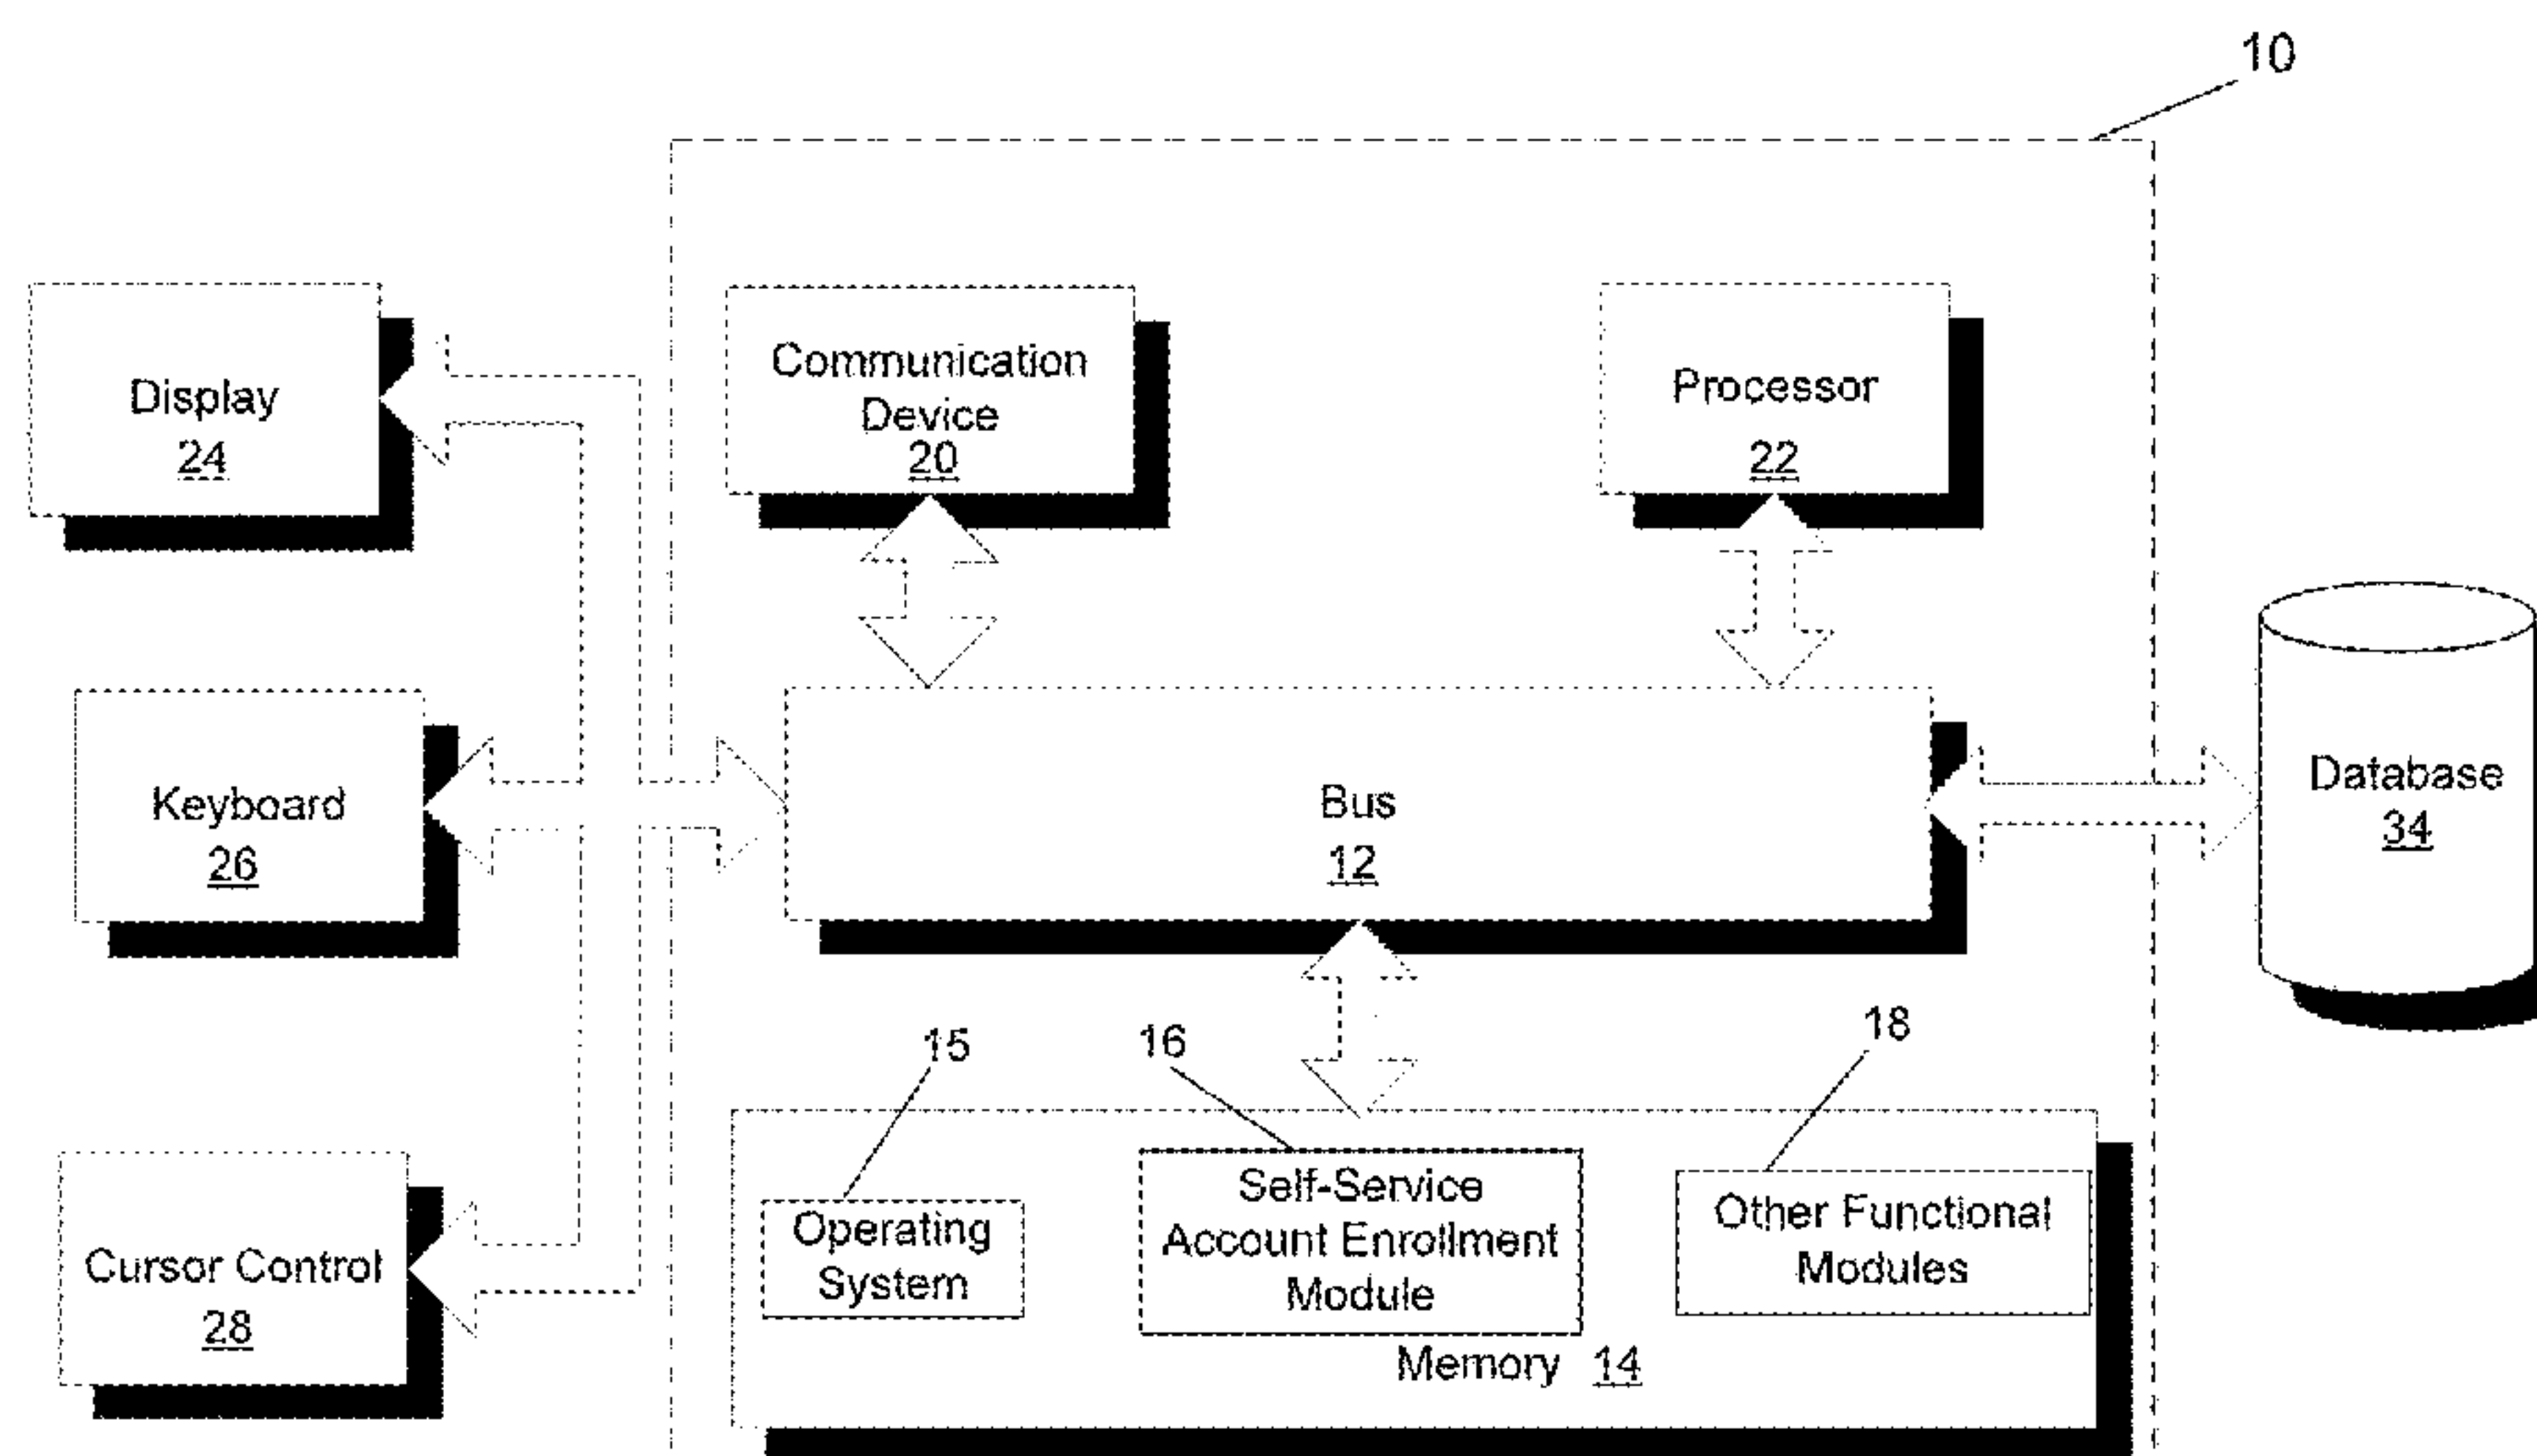 10
Display
24
Communication
Device
20
Processor
22
Keyboard
26
Bus
12
Database
34
15
16
18
Cursor Control
28
Operating
System
Self-Service
Account Enrollment
Module
Other Functional
Modules
Memory 14